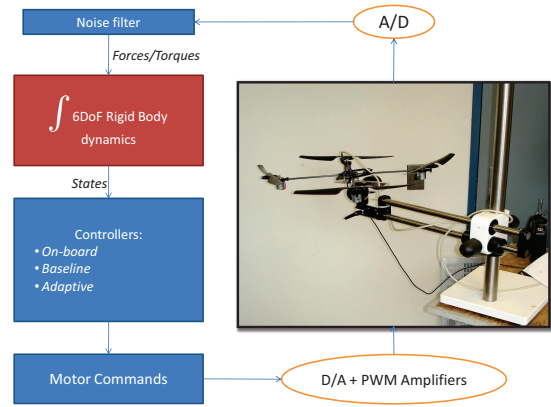 Noise filter
A/D
Forces/Torques
∫ 6DoF Rigid Body
dynamics
States
Controllers:
• On-board
• Baseline
• Adaptive
Motor Commands
D/A + PWM Amplifiers